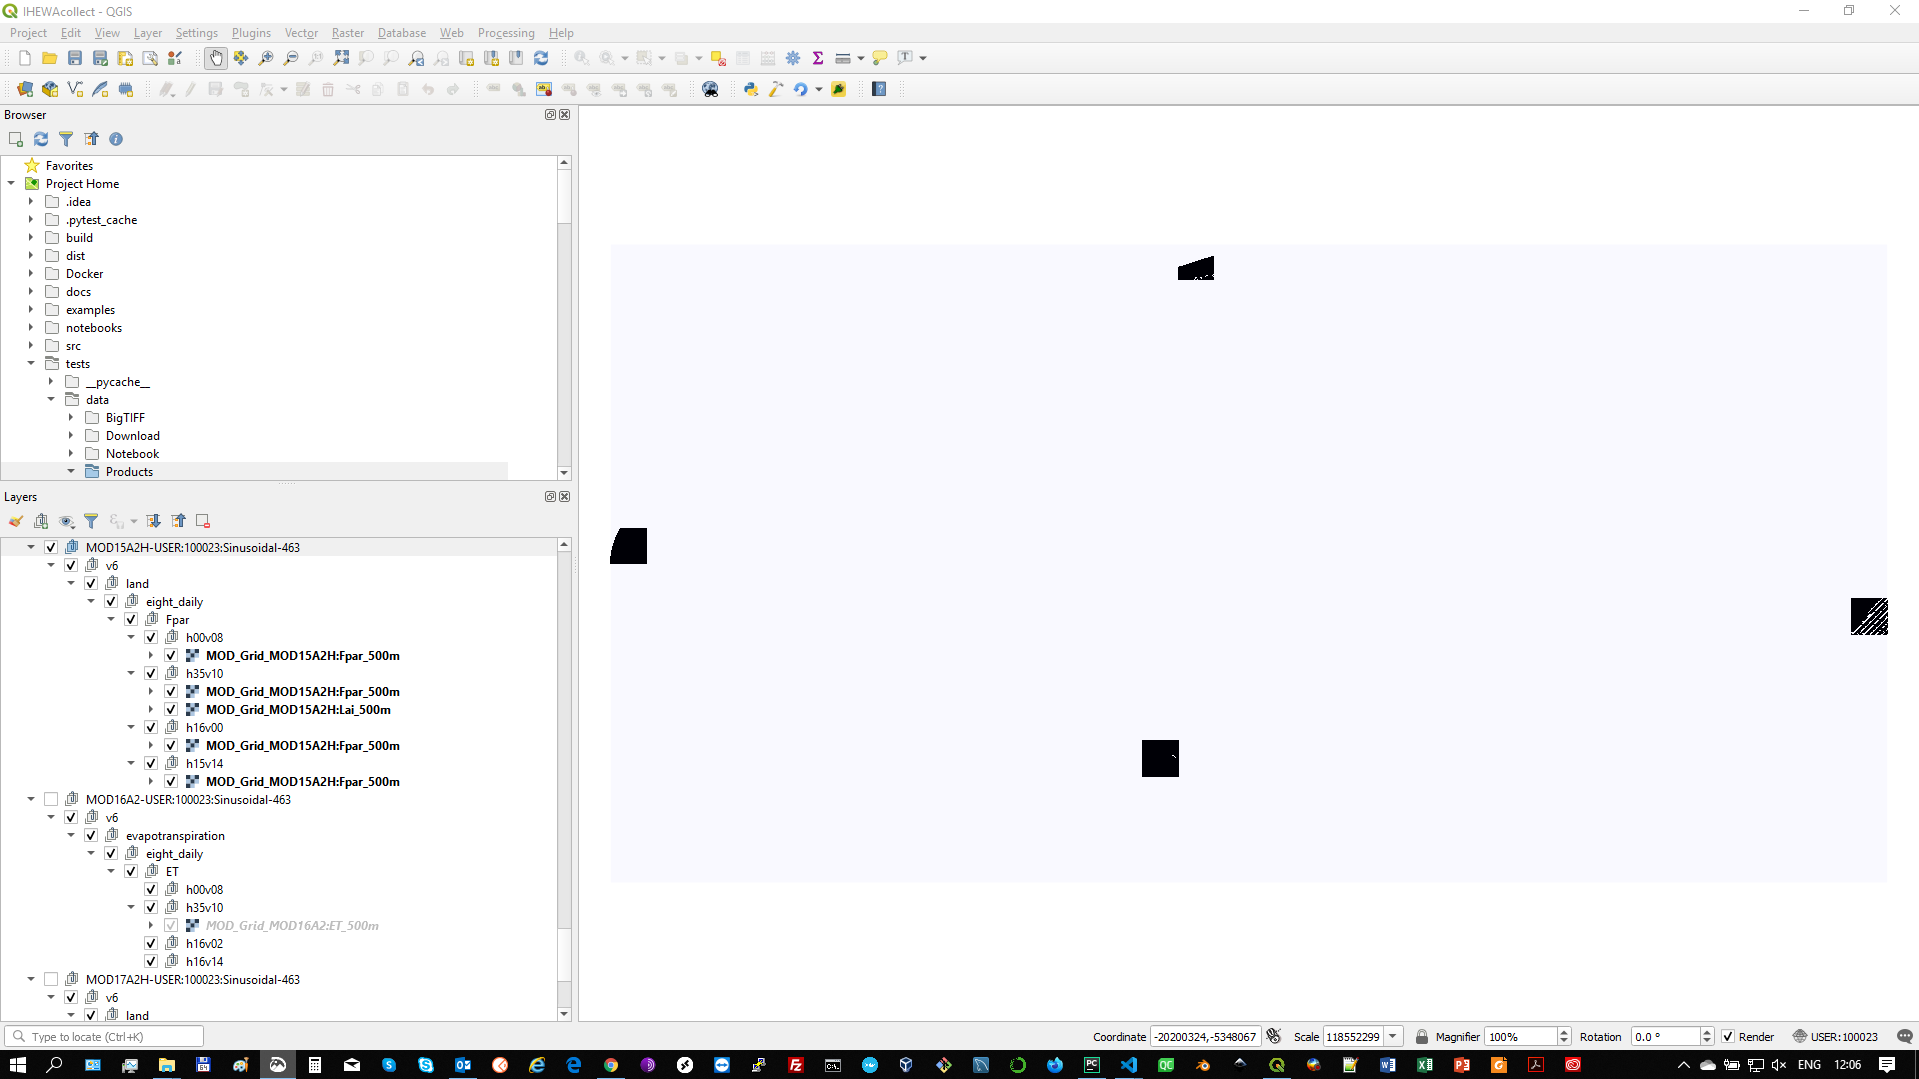 IHEWAcollect - QGIS
Project Edit View Layer Settings Plugins Vector Raster Database Web Processing Help
Browser
Favorites
Project Home
.idea
.pytest_cache
build
dist
Docker
docs
examples
notebooks
src
tests
__pycache__
data
BigTIFF
Download
Notebook
Products
Layers
MOD15A2H-USER:100023:Sinusoidal-463
v6
land
eight_daily
Fpar
h00v08
MOD_Grid_MOD15A2H:Fpar_500m
h35v10
MOD_Grid_MOD15A2H:Fpar_500m
MOD_Grid_MOD15A2H:Lai_500m
h16v00
MOD_Grid_MOD15A2H:Fpar_500m
h15v14
MOD_Grid_MOD15A2H:Fpar_500m
MOD16A2-USER:100023:Sinusoidal-463
v6
evapotranspiration
eight_daily
ET
h00v08
h35v10
MOD_Grid_MOD16A2:ET_500m
h16v02
h16v14
MOD17A2H-USER:100023:Sinusoidal-463
v6
land
Type to locate (Ctrl+K) Coordinate -20200324,-5348067 Scale 118552299 Magnifier 100% Rotation 0.0 ° Render USER:100023
ENG 12:06